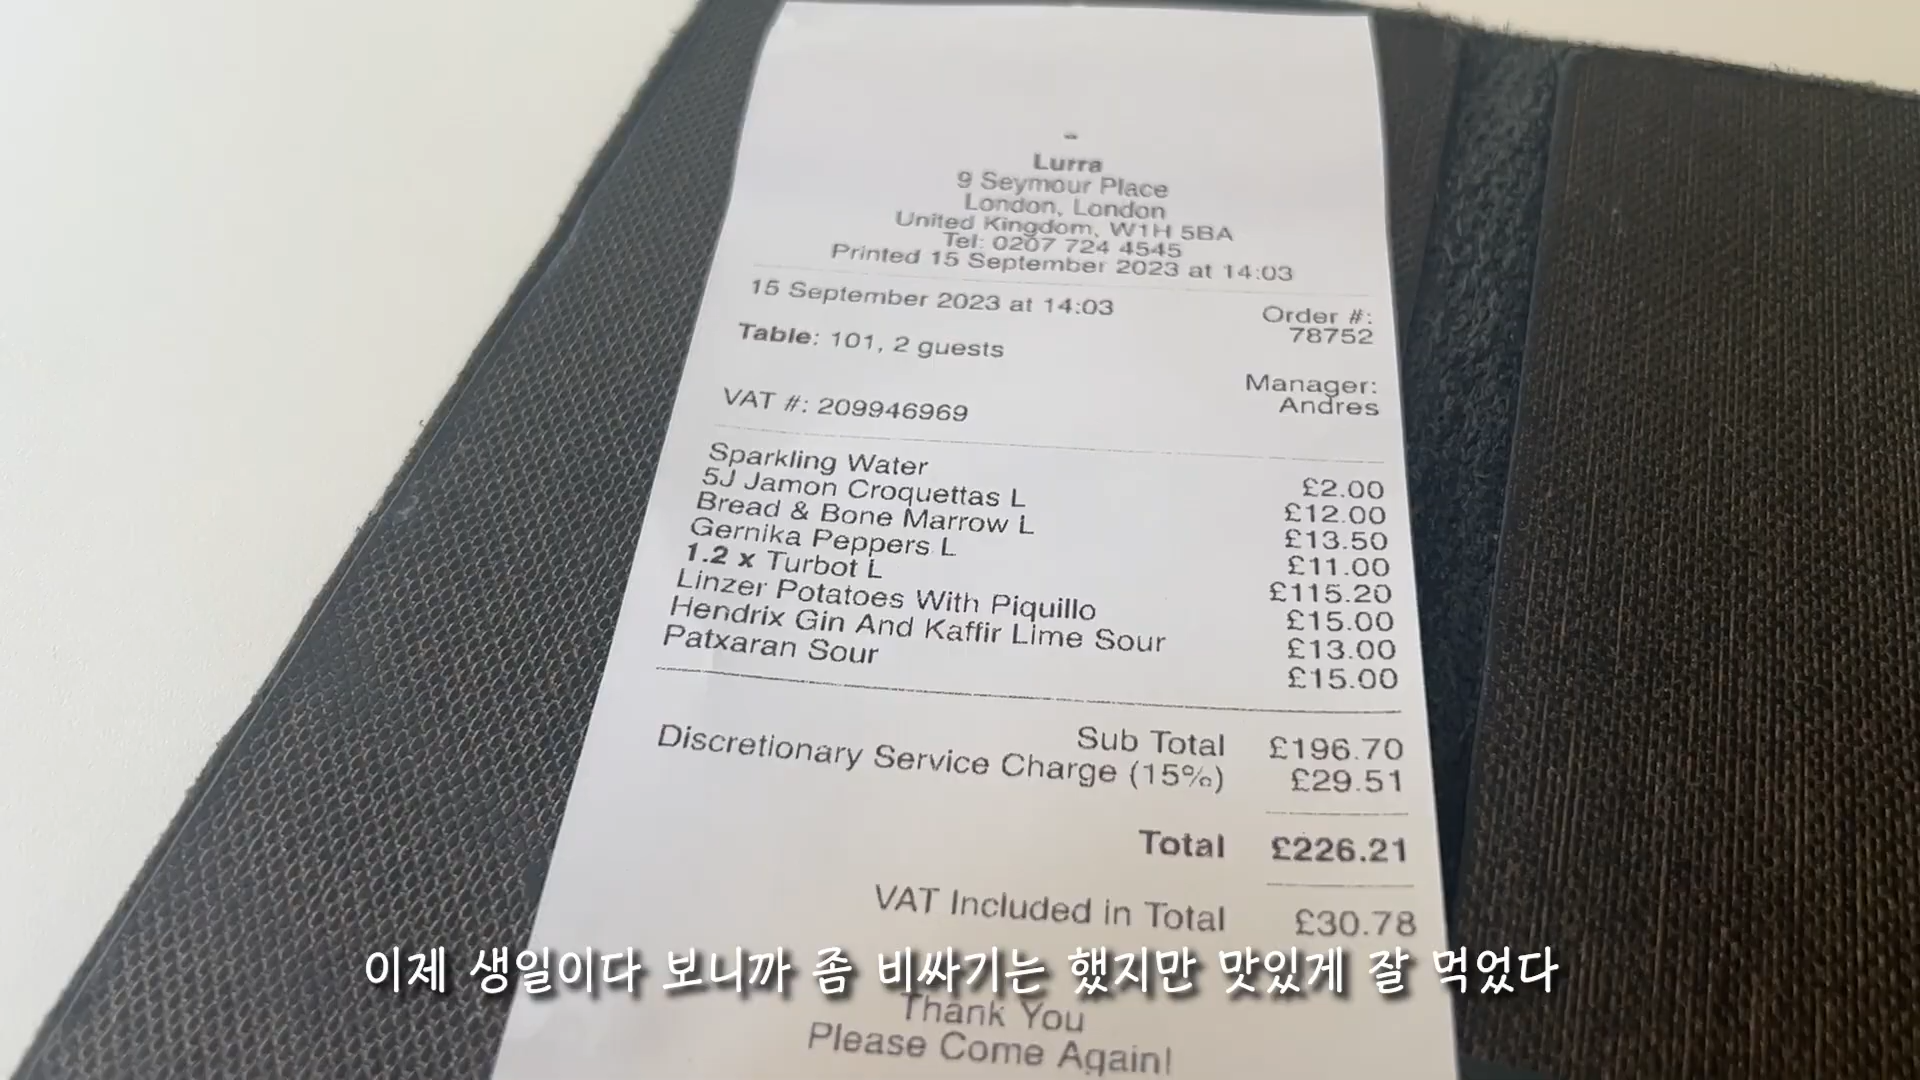 Lurra
9 Seymour Place
London, London
United Kingdom, W1H 5BA
Tel: 0207 724 4545
Printed 15 September 2023 at 14:03
15 September 2023 at 14:03
Order #:
78752
Table: 101, 2 guests
Manager:
Andres
VAT #: 209946969
Sparkling Water £2.00
5J Jamon Croquettas L £12.00
Bread & Bone Marrow L £13.50
Gernika Peppers L £11.00
1.2 x Turbot L £115.20
Linzer Potatoes With Piquillo £15.00
Hendrix Gin And Kaffir Lime Sour £13.00
Patxaran Sour £15.00
Sub Total £196.70
Discretionary Service Charge (15%) £29.51
Total £226.21
VAT Included in Total £30.78
이제 생일이다 보니까 좀 비싸기는 했지만 맛있게 잘 먹었다
Thank You
Please Come Again!